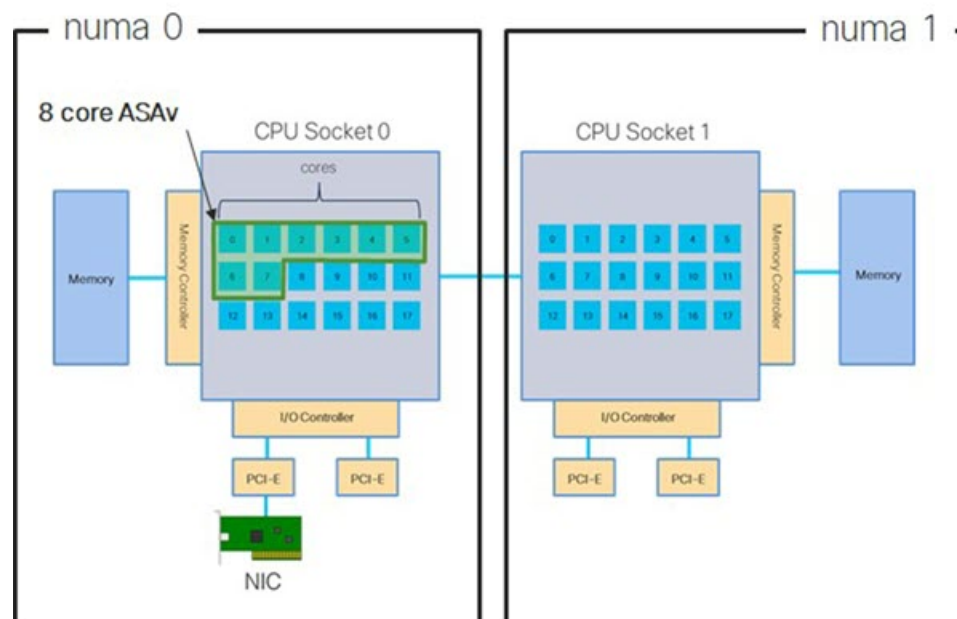 numa 0
numa 1
8 core ASAv
CPU Socket 0
CPU Socket 1
cores
0 1 2 3 4 5
6 7 8 9 10 11
12 13 14 15 16 17
0 1 2 3 4 5
6 7 8 9 10 11
12 13 14 15 16 17
Memory
Memory Controller
Memory Controller
Memory
I/O Controller
I/O Controller
PCI-E
PCI-E
PCI-E
PCI-E
NIC